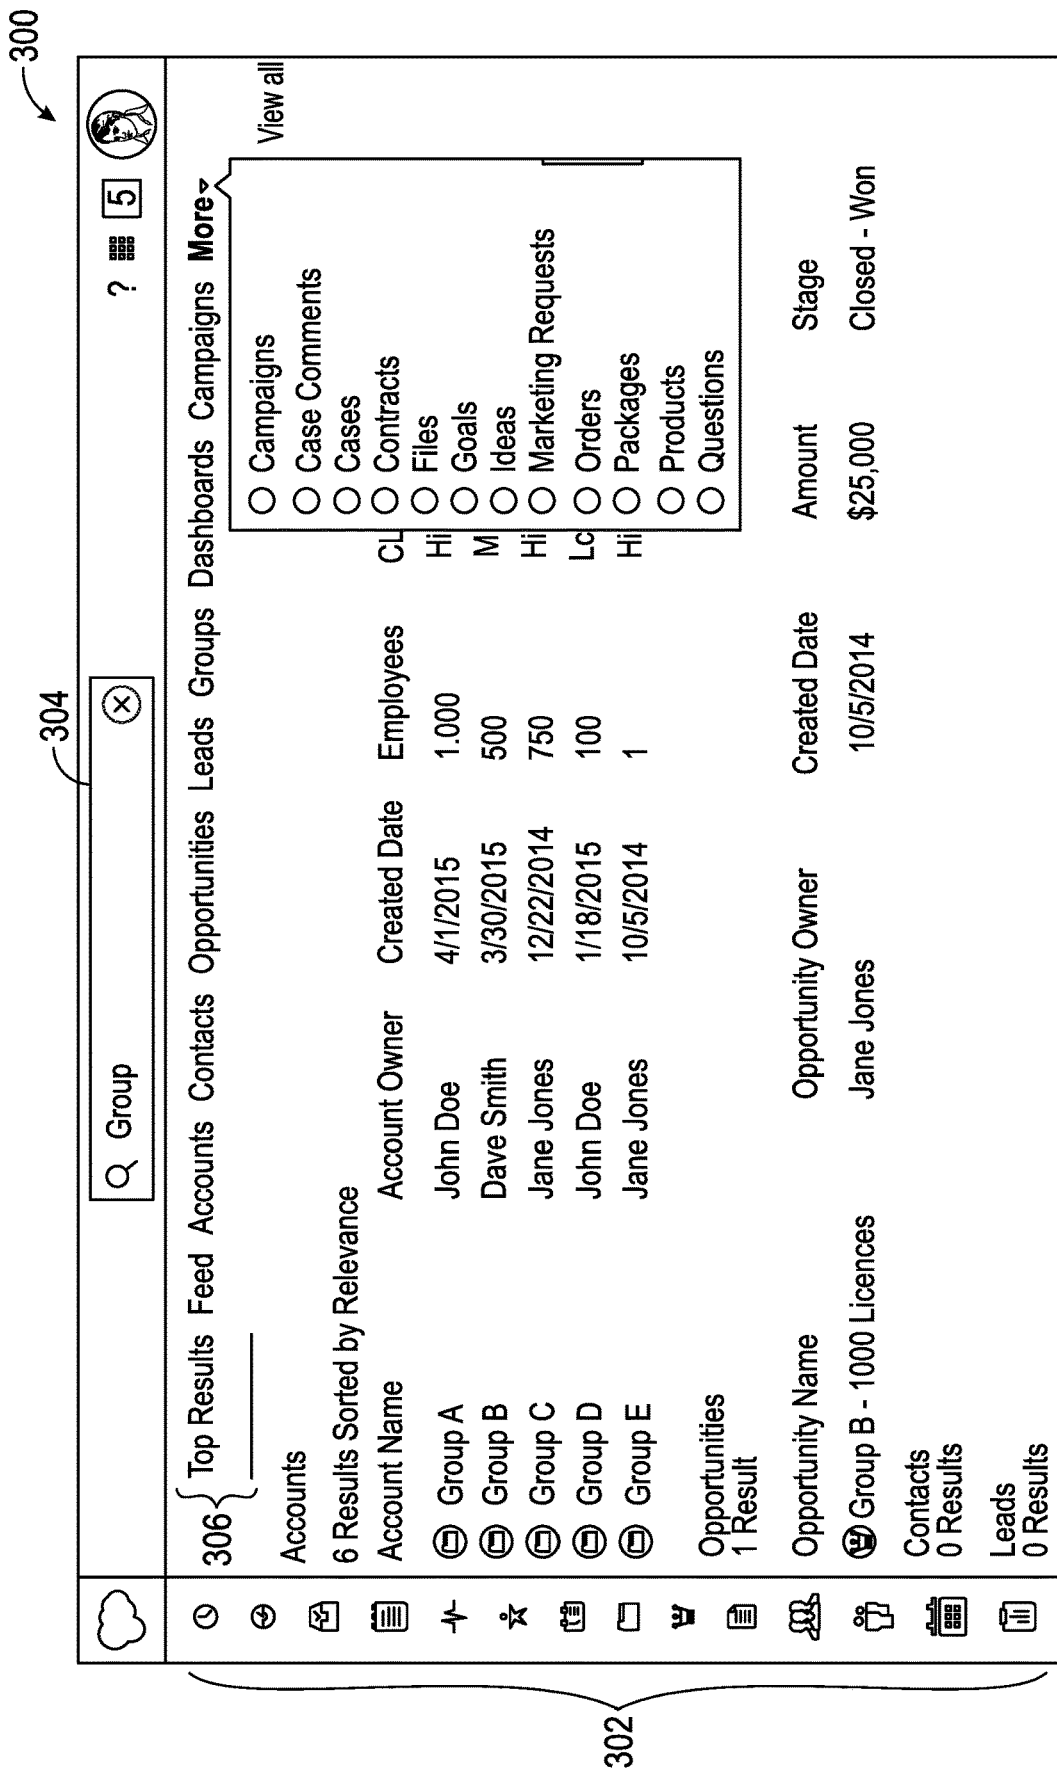 300
304
Group
? 5
306
Top Results Feed Accounts Contacts Opportunities Leads Groups Dashboards Campaigns More
View all
Accounts
6 Results Sorted by Relevance
Account Name Account Owner Created Date Employees CL
Group A John Doe 4/1/2015 1.000 Hi
Group B Dave Smith 3/30/2015 500 M
Group C Jane Jones 12/22/2014 750 Hi
Group D John Doe 1/18/2015 100 Lc
Group E Jane Jones 10/5/2014 1 Hi
Campaigns
Case Comments
Cases
Contracts
Files
Goals
Ideas
Marketing Requests
Orders
Packages
Products
Questions
Opportunities
1 Result
Opportunity Name Opportunity Owner Created Date Amount Stage
Group B - 1000 Licences Jane Jones 10/5/2014 $25,000 Closed - Won
Contacts
0 Results
Leads
0 Results
302